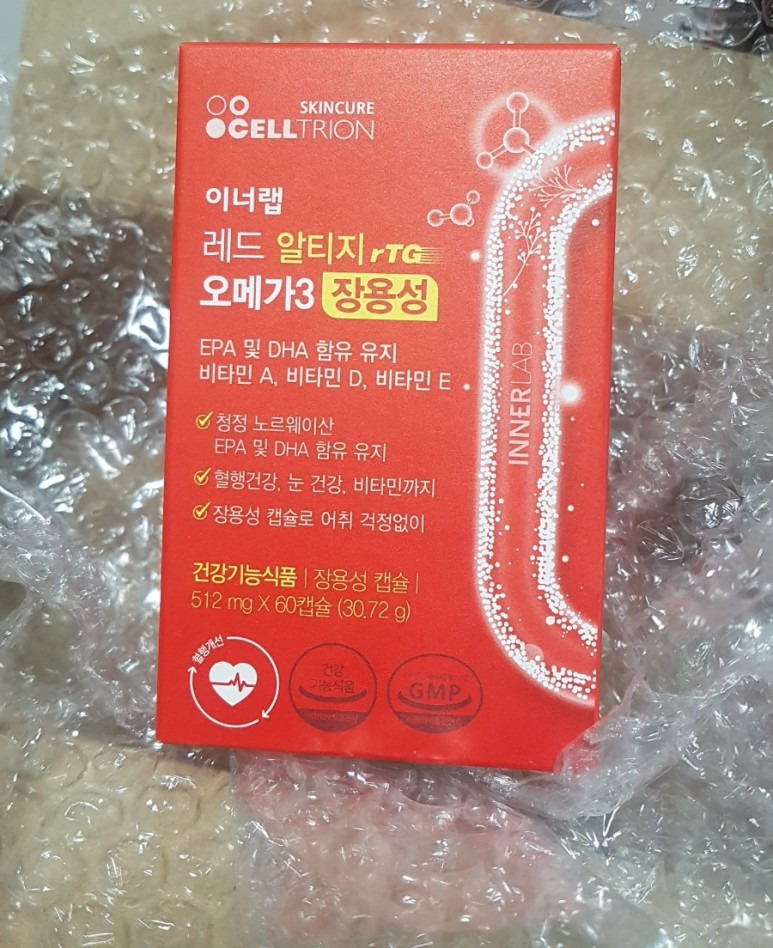 SKINCURE
CELLTRION
이너랩
레드 알티지 rTG
오메가3 장용성
EPA 및 DHA 함유 유지
비타민 A, 비타민 D, 비타민 E
청정 노르웨이산
EPA 및 DHA 함유 유지
혈행건강, 눈 건강, 비타민까지
장용성 캡슐로 어취 걱정없이
건강기능식품 | 장용성 캡슐 |
512 mg X 60캡슐 (30.72 g)
혈행개선
건강
기능식품
GMP
INNERLAB